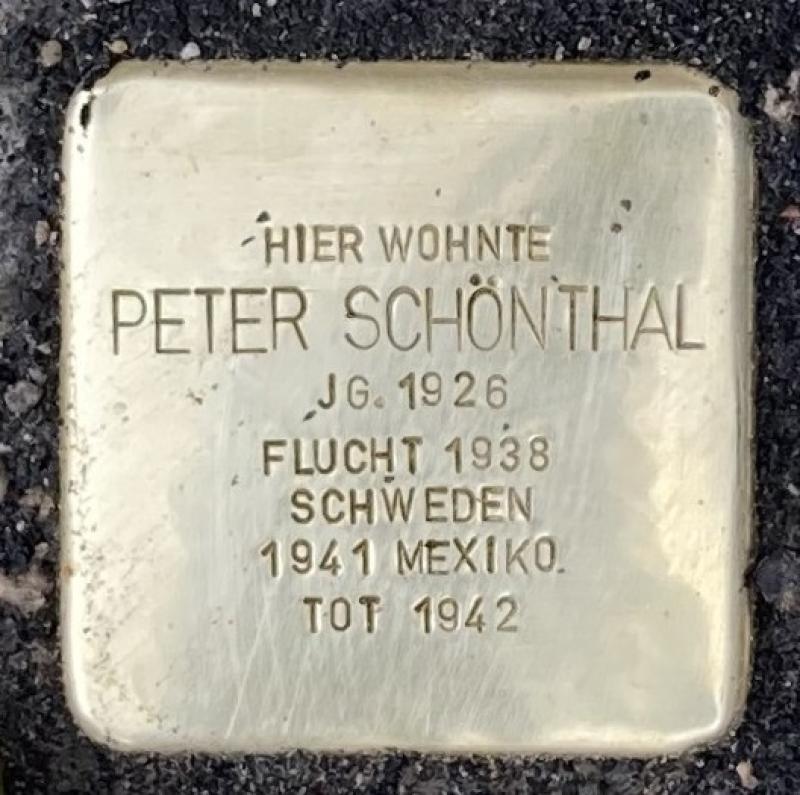 HIER WOHNTE
PETER SCHÖNTHAL
JG. 1926
FLUCHT 1938
SCHWEDEN
1941 MEXIKO.
TOT 1942